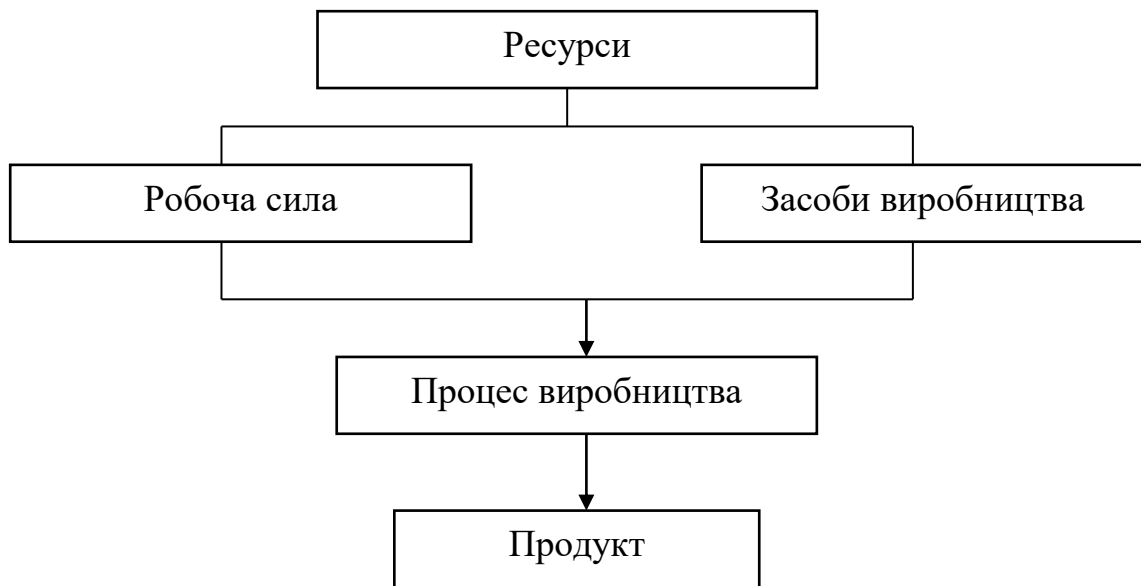 Ресурси
Робоча сила
Засоби виробництва
Процес виробництва
Продукт